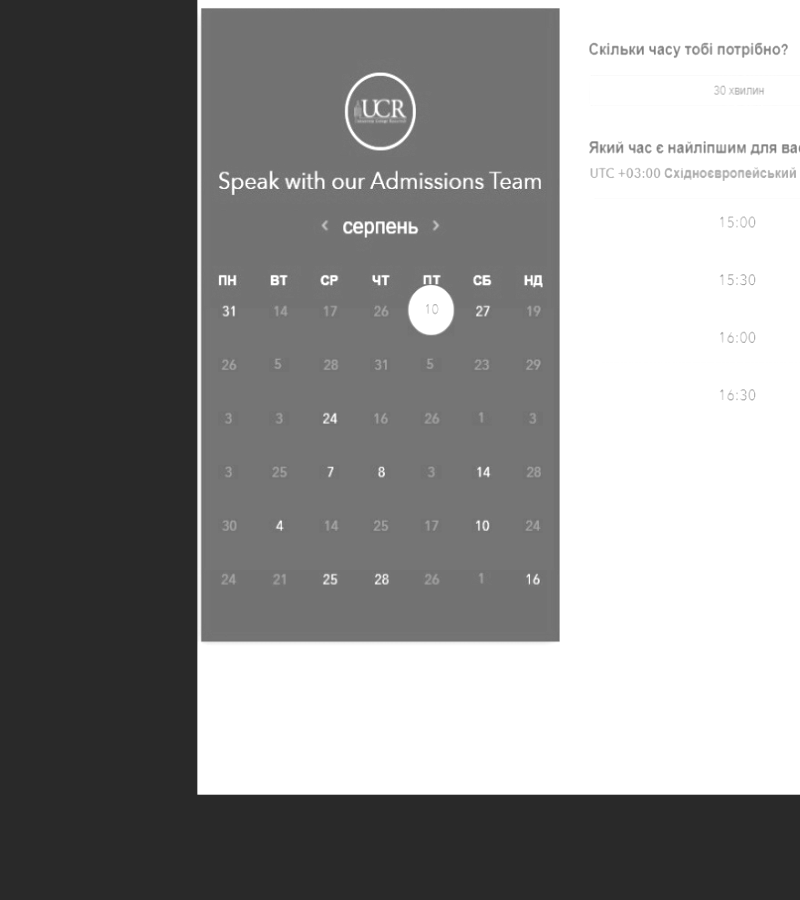 UCR
Speak with our Admissions Team
‹ серпень ›
ПН ВТ СР ЧТ ПТ СБ НД
31 14 17 26 10 27 19
26 5 28 31 5 23 29
3 3 24 16 26 1 3
3 25 7 8 3 14 28
30 4 14 25 17 10 24
24 21 25 28 26 1 16
Скільки часу тобі потрібно?
30 хвилин
Який час є найліпшим для вас
UTC +03:00 Східноєвропейський
15:00
15:30
16:00
16:30